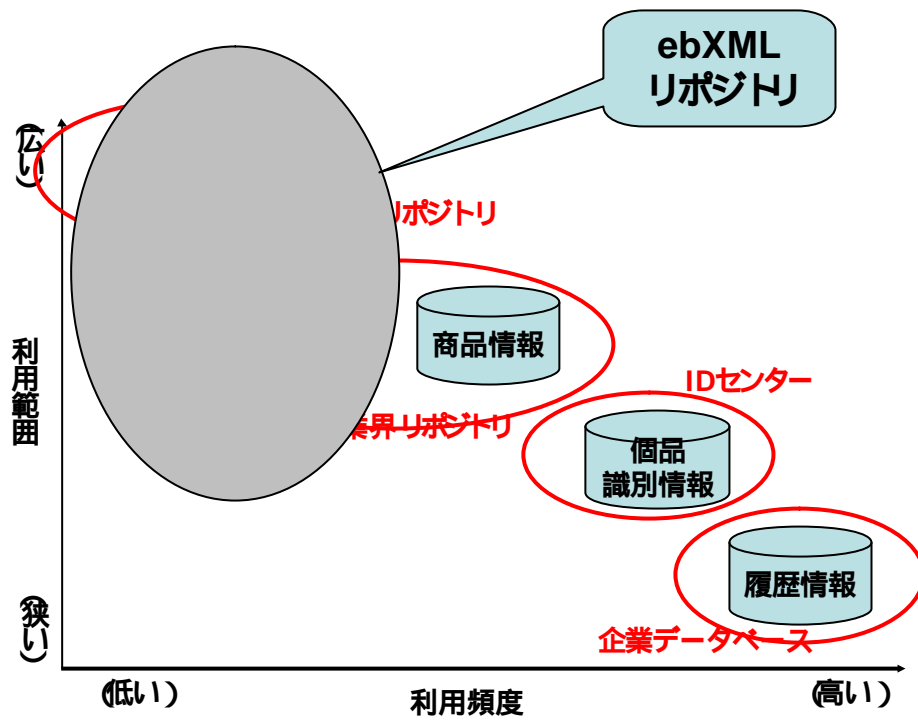 ebXML
リポジトリ
(広い)
リポジトリ
商品情報
利用範囲
IDセンター
業界リポジトリ
個品
識別情報
履歴情報
(狭い)
企業データベース
(低い)
利用頻度
(高い)